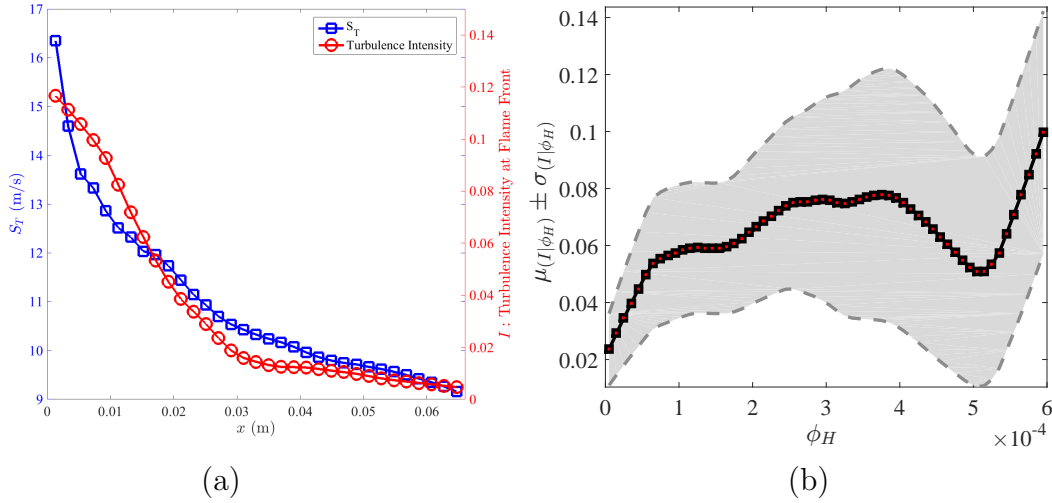 17
16
15
14
13
12
11
10
9
S_T (m/s)
0.14
0.12
0.1
0.08
0.06
0.04
0.02
0
I : Turbulence Intensity at Flame Front
S_T
Turbulence Intensity
0 0.01 0.02 0.03 0.04 0.05 0.06
x (m)
(a)
0.14
0.12
0.1
0.08
0.06
0.04
0.02
μ(I|ϕ_H) ± σ(I|ϕ_H)
0 1 2 3 4 5 6
×10⁻⁴
ϕ_H
(b)